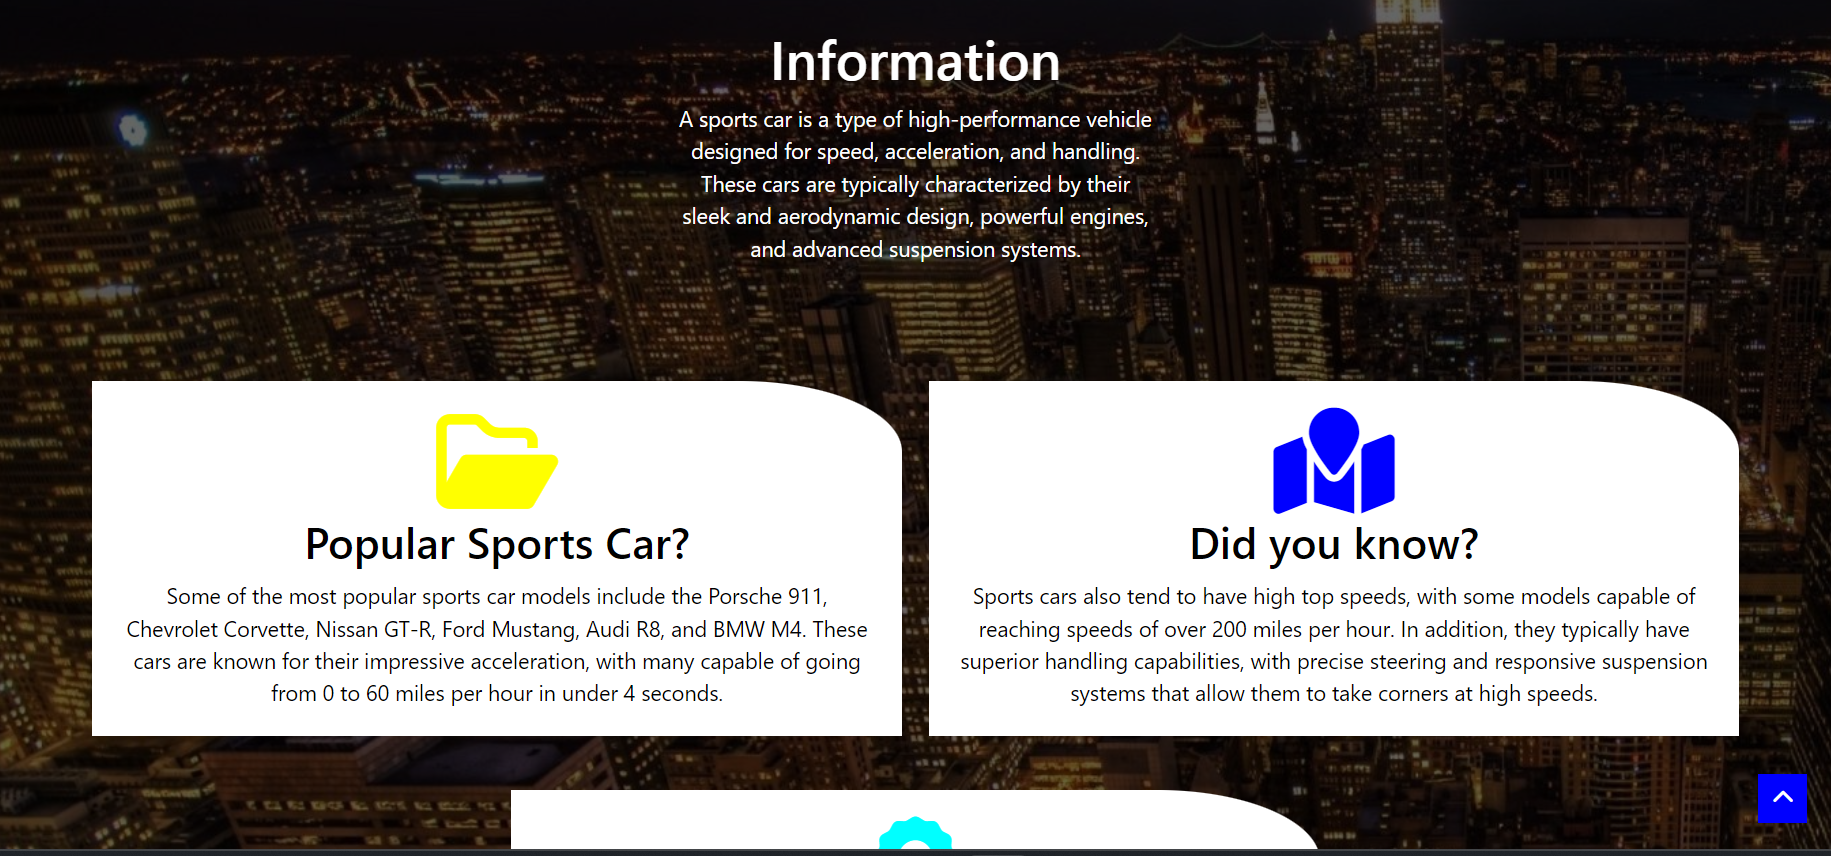 Information
A sports car is a type of high-performance vehicle
designed for speed, acceleration, and handling.
These cars are typically characterized by their
sleek and aerodynamic design, powerful engines,
and advanced suspension systems.
Popular Sports Car?
Some of the most popular sports car models include the Porsche 911,
Chevrolet Corvette, Nissan GT-R, Ford Mustang, Audi R8, and BMW M4. These
cars are known for their impressive acceleration, with many capable of going
from 0 to 60 miles per hour in under 4 seconds.
Did you know?
Sports cars also tend to have high top speeds, with some models capable of
reaching speeds of over 200 miles per hour. In addition, they typically have
superior handling capabilities, with precise steering and responsive suspension
systems that allow them to take corners at high speeds.